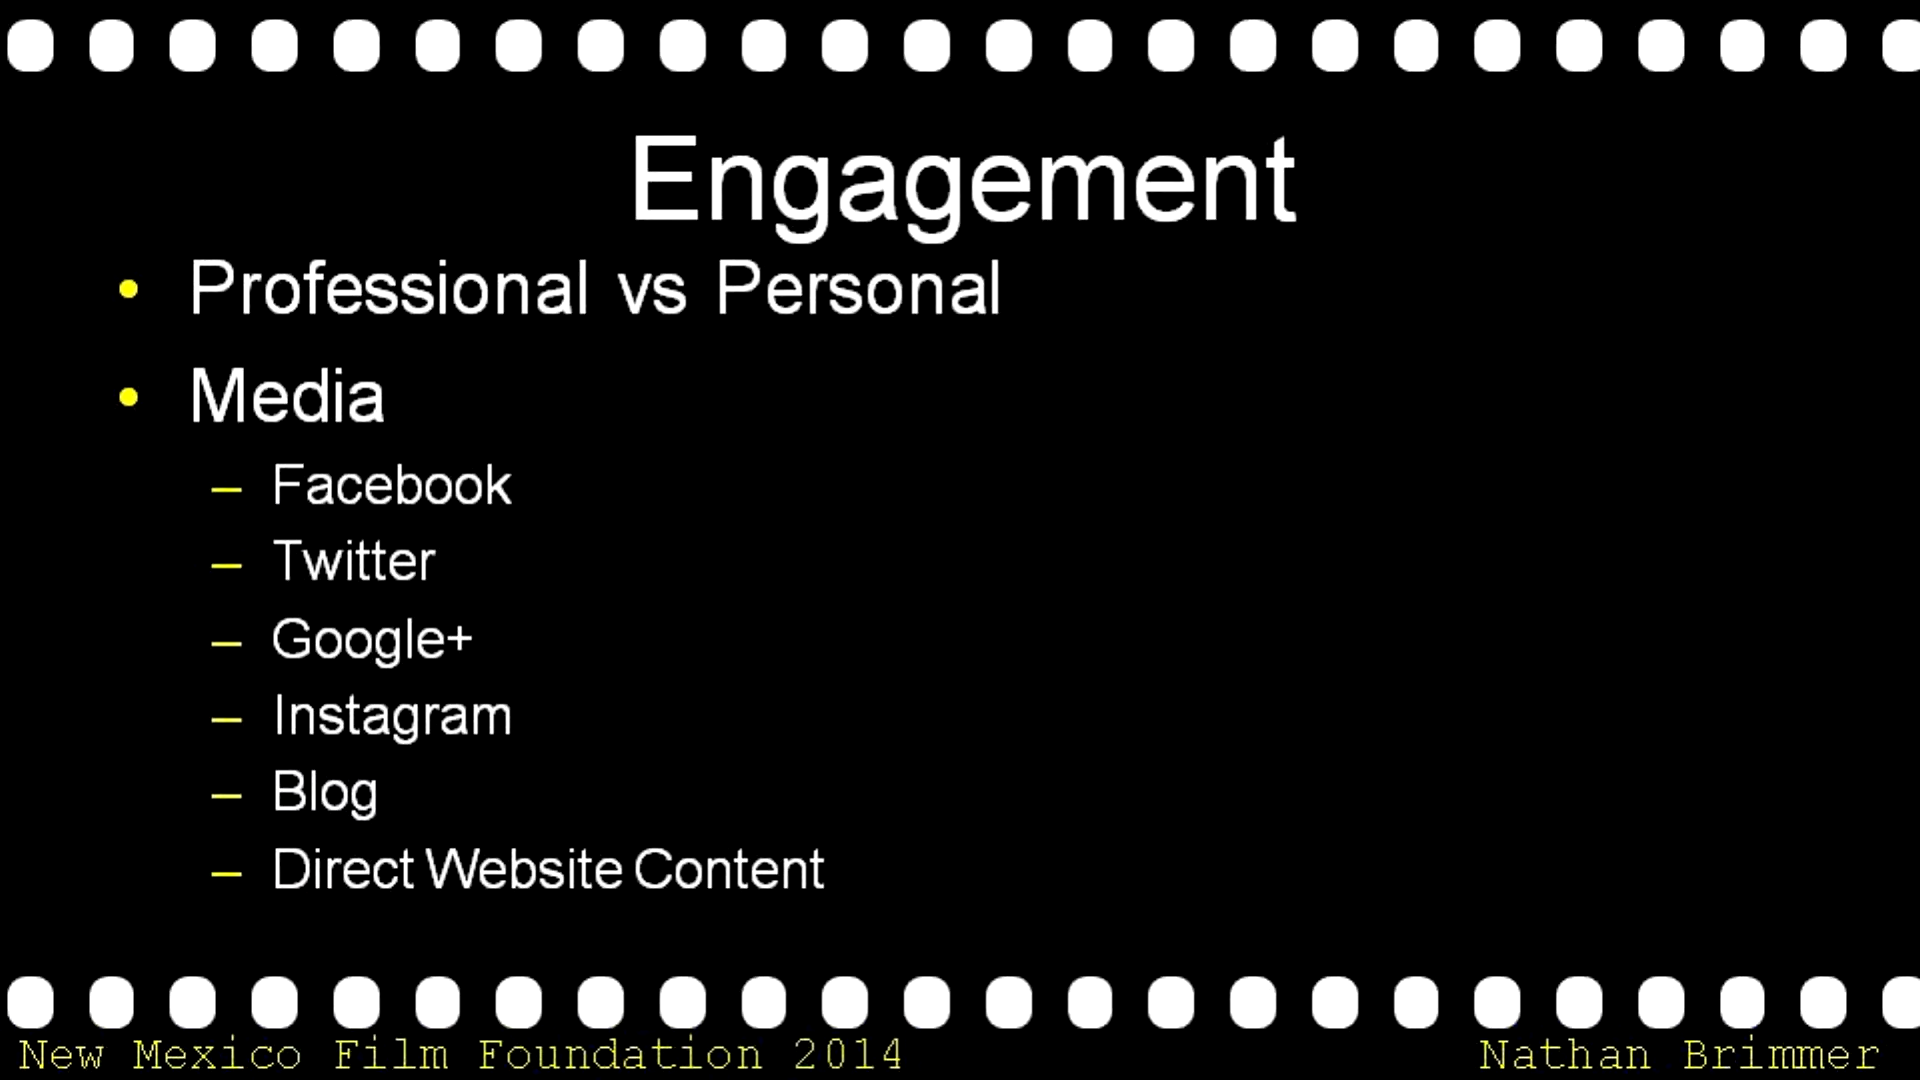 Engagement
• Professional vs Personal
• Media
– Facebook
– Twitter
– Google+
– Instagram
– Blog
– Direct Website Content
New Mexico Film Foundation 2014
Nathan Brimmer